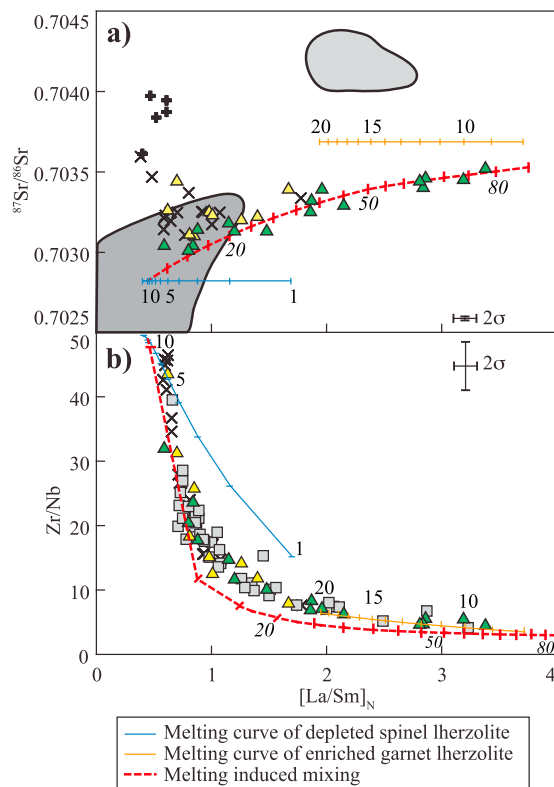 0.7045
a)
0.7040
20 15 10
0.7035
50 80
⁸⁷Sr/⁸⁶Sr
0.7030
20
10 5 1
0.7025
2σ
50
b)
10
2σ
5
40
30
Zr/Nb
20
1
10
20 15 10
20 50 80
0
0 1 2 3 4
[La/Sm]N
Melting curve of depleted spinel lherzolite
Melting curve of enriched garnet lherzolite
Melting induced mixing